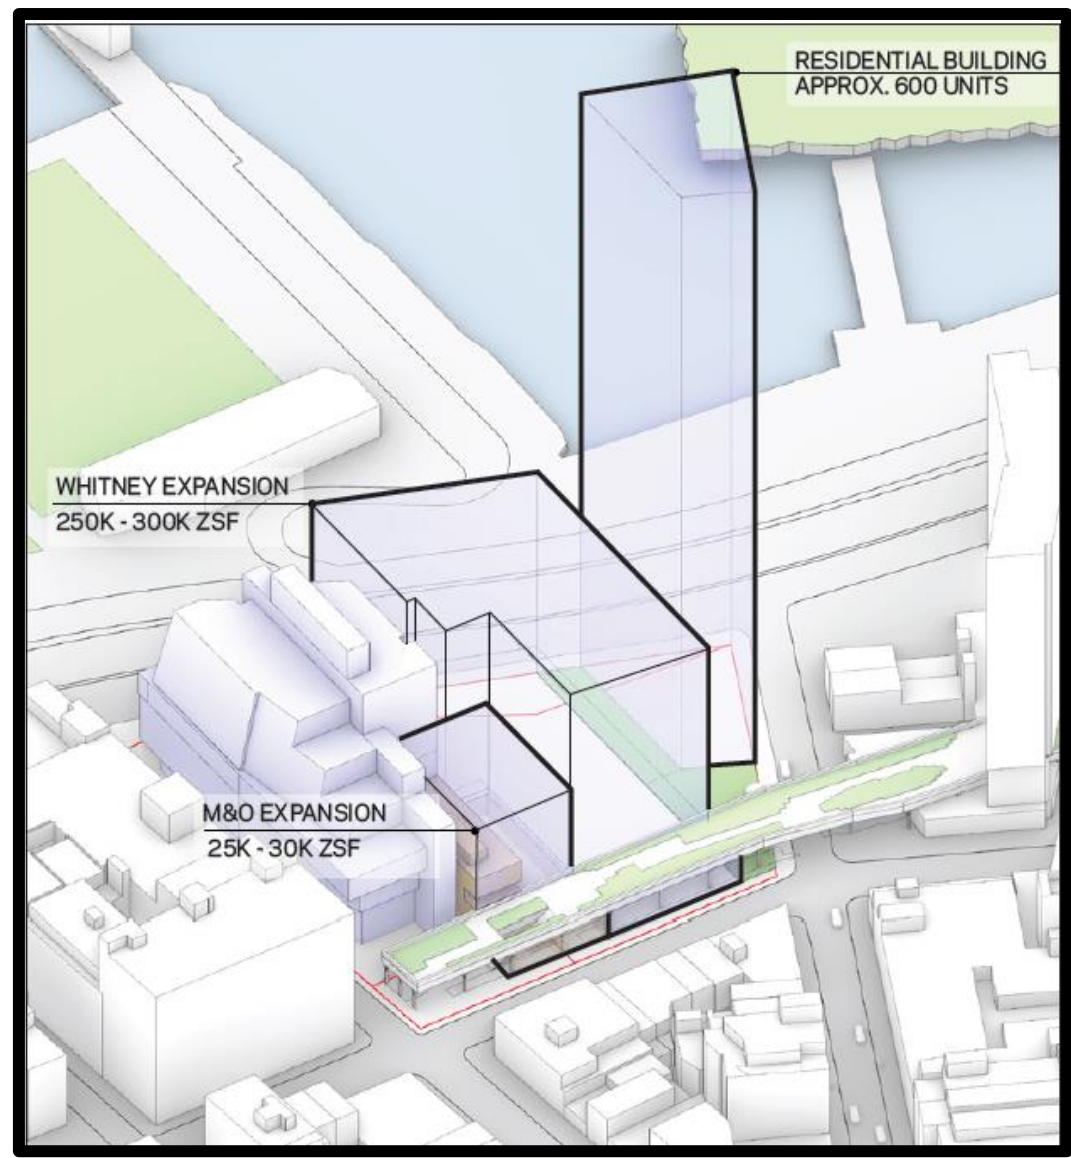 RESIDENTIAL BUILDING
APPROX. 600 UNITS
WHITNEY EXPANSION
250K - 300K ZSF
M&O EXPANSION
25K - 30K ZSF